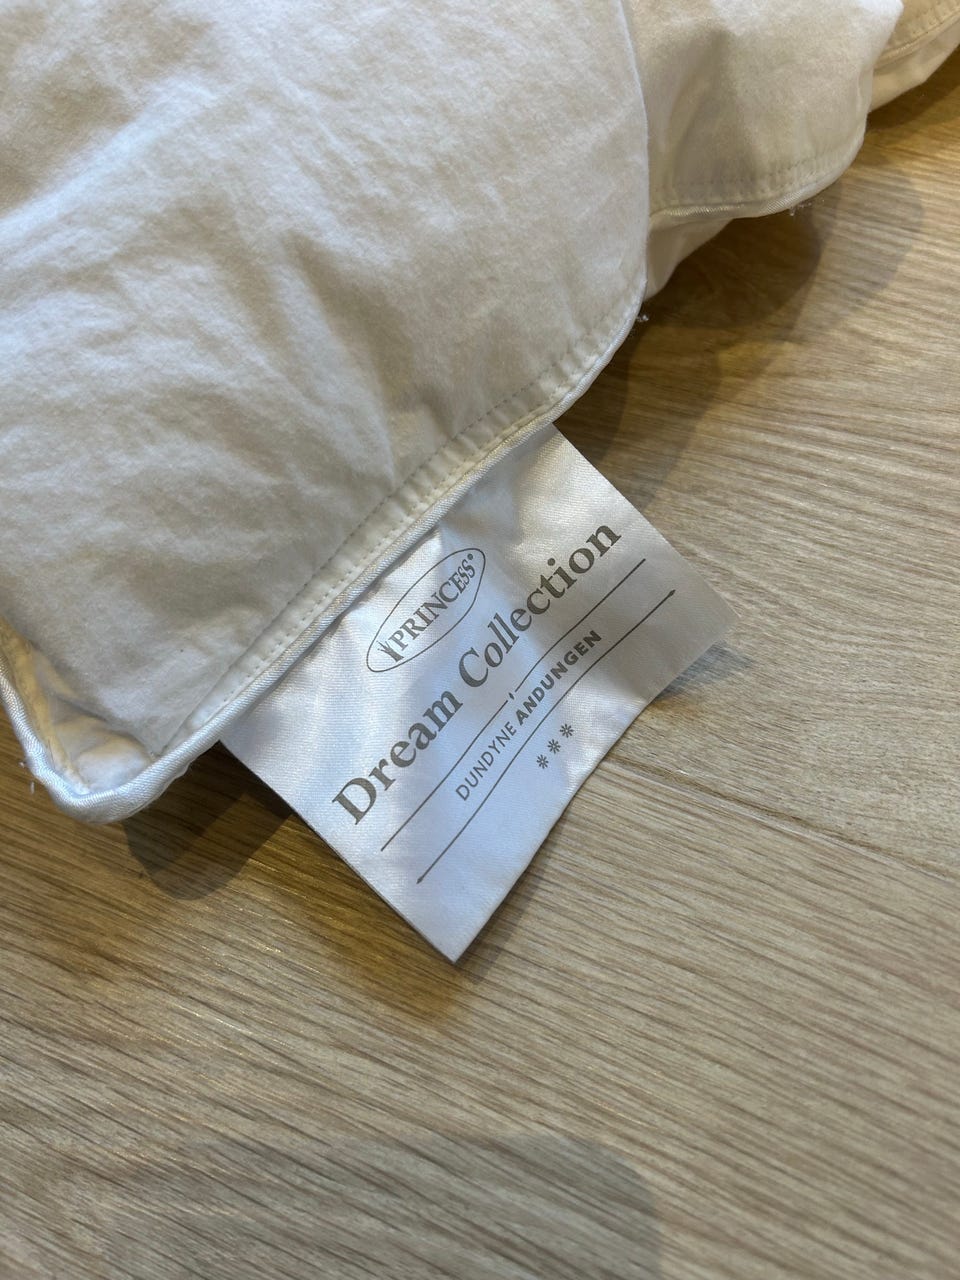 PRINCESS®
Dream Collection
DUNDYNE ANDUNGEN
***